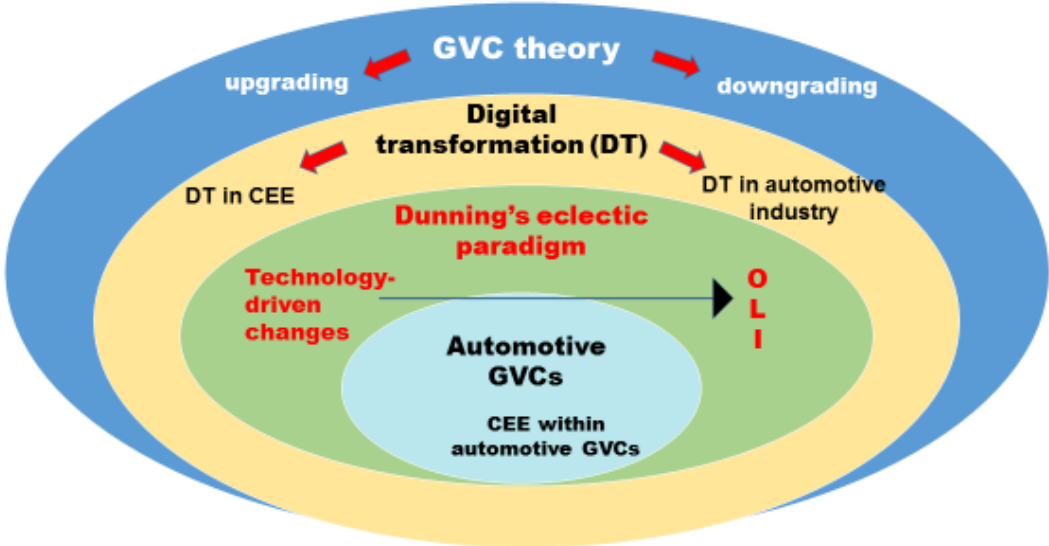 GVC theory
upgrading
downgrading
Digital
transformation (DT)
DT in CEE
DT in automotive
industry
Dunning's eclectic
paradigm
Technology-
driven
changes
O
L
I
Automotive
GVCs
CEE within
automotive GVCs